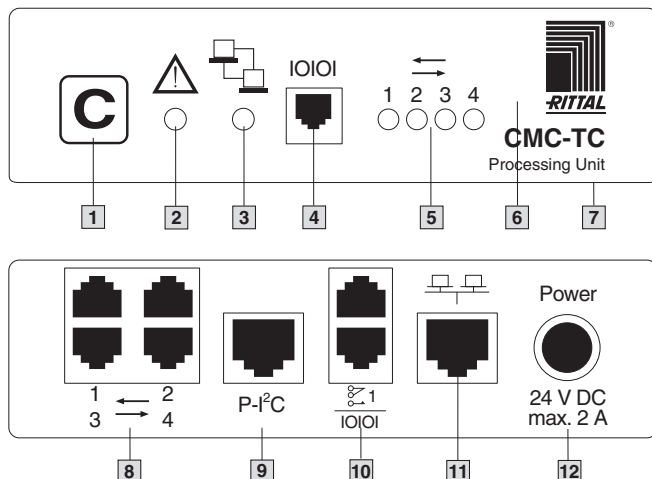 C
IOIOI
1 2 3 4
RITTAL
CMC-TC
Processing Unit
1 2 3 4 5 6 7
Power
1 2
3 4
P-I²C
1
IOIOI
24 V DC
max. 2 A
8 9 10 11 12